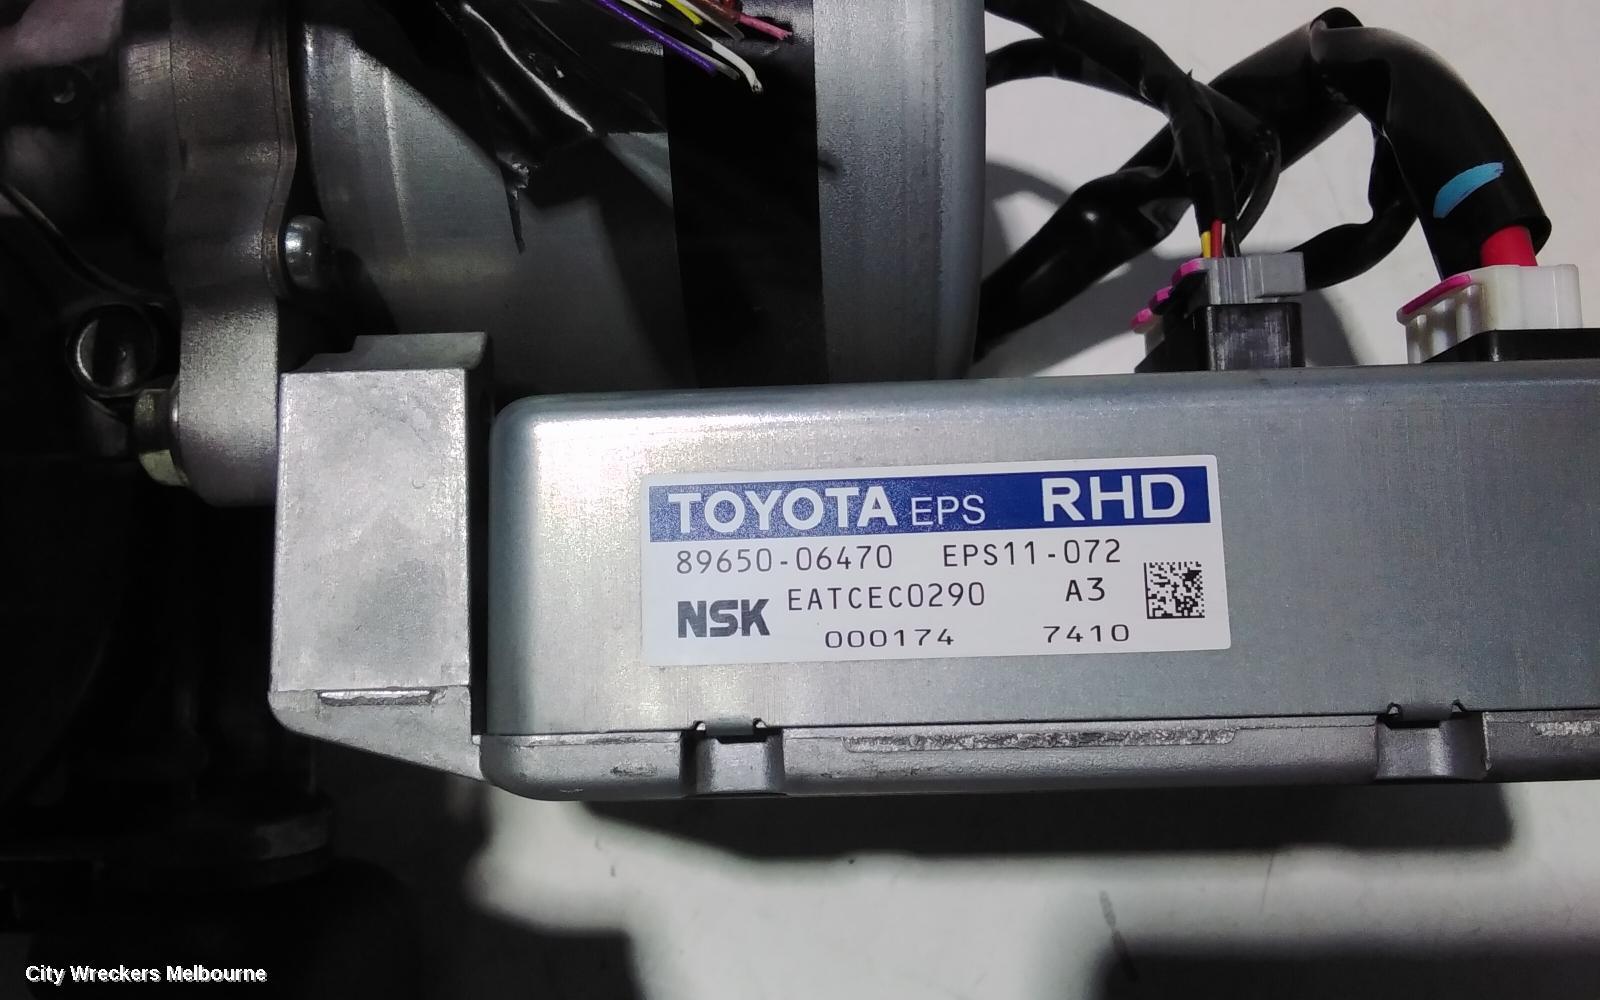 TOYOTA EPS RHD
89650-06470 EPS11-072
NSK EATCEC0290 A3
000174 7410
City Wreckers Melbourne